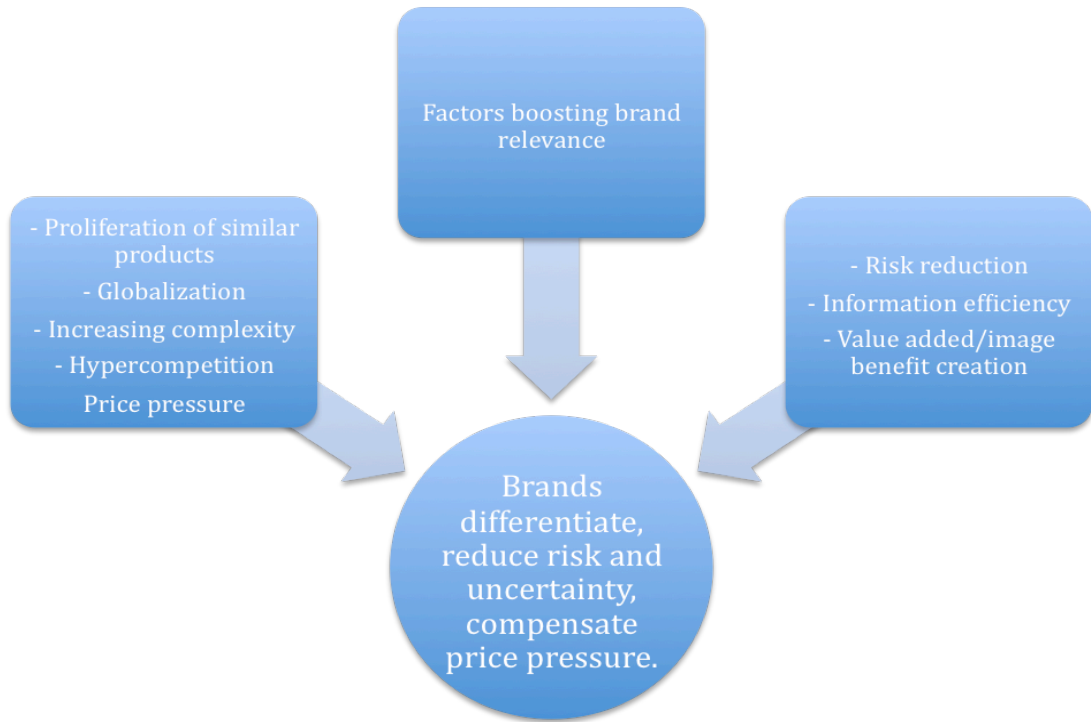 Factors boosting brand
relevance
- Proliferation of similar
products
- Globalization
- Increasing complexity
- Hypercompetition
Price pressure
- Risk reduction
- Information efficiency
- Value added/image
benefit creation
Brands
differentiate,
reduce risk and
uncertainty,
compensate
price pressure.